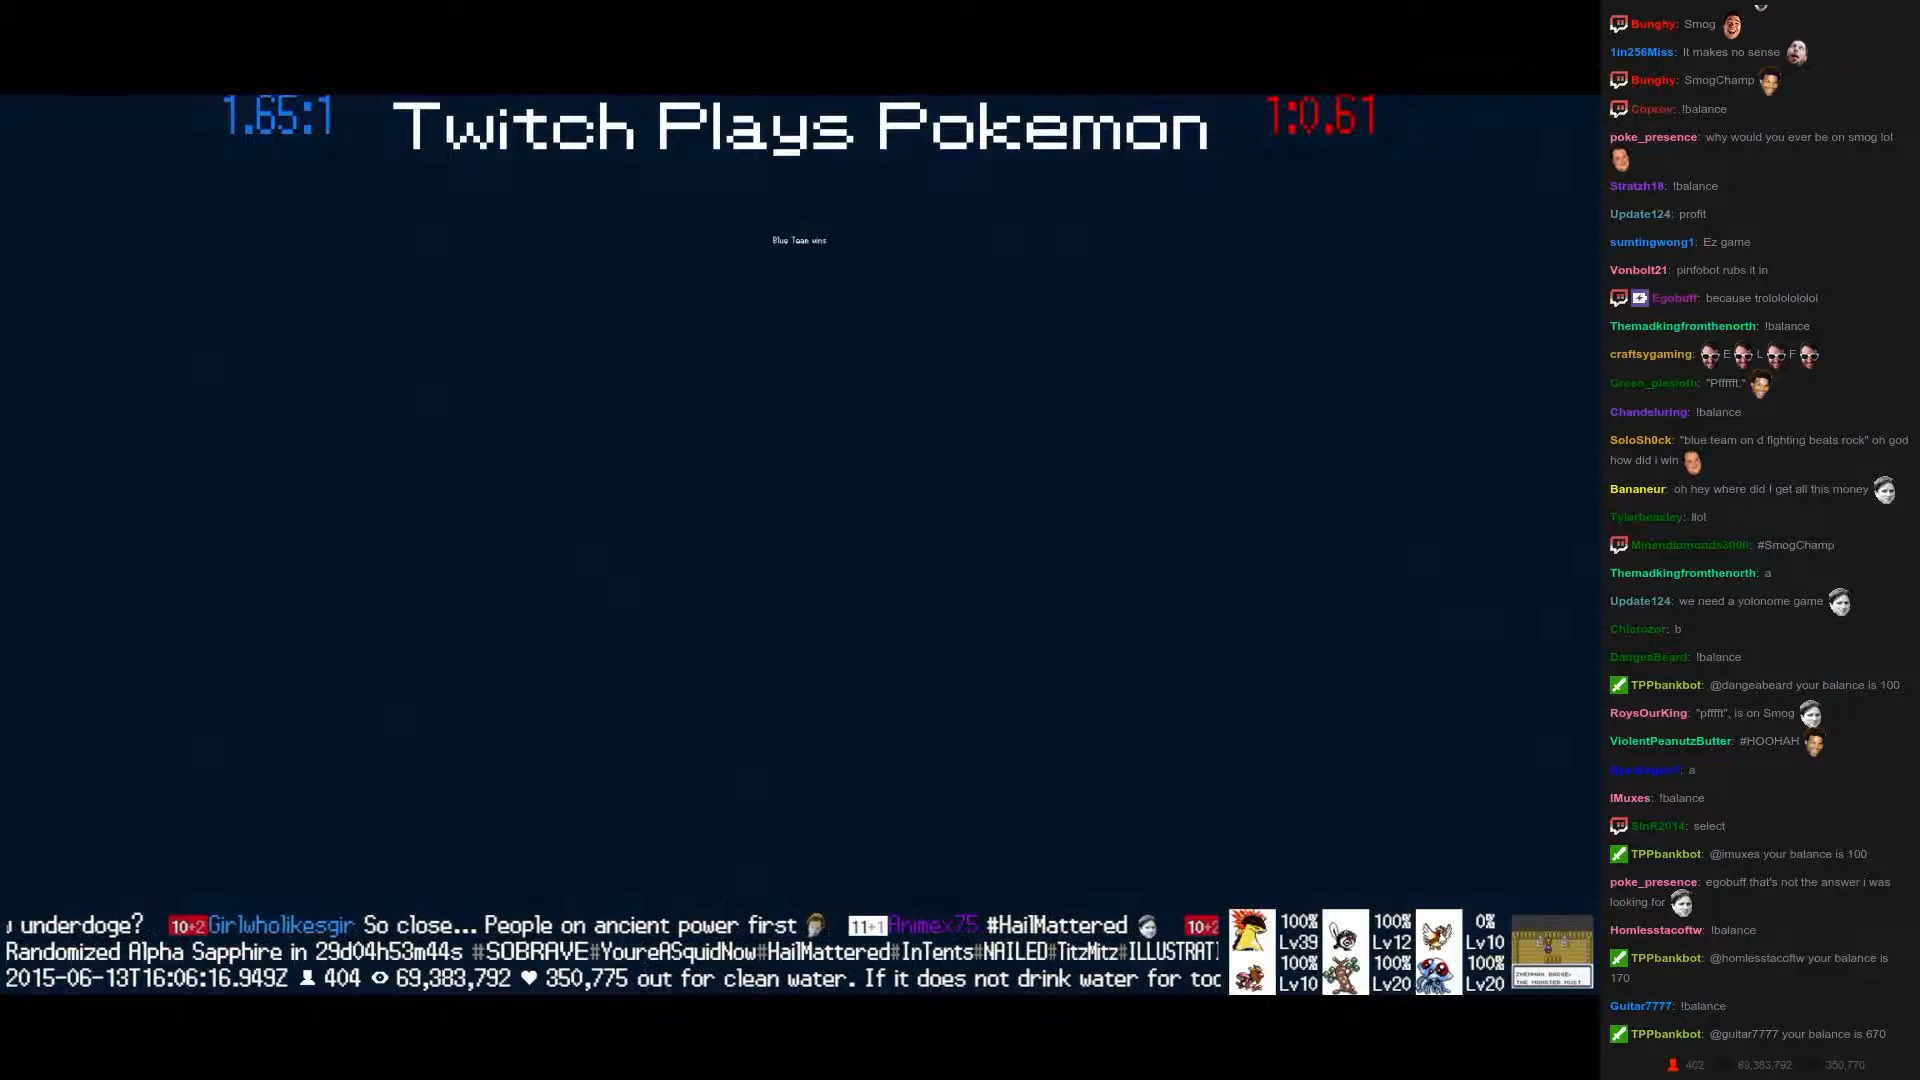 1.65:1 Twitch Plays Pokemon 1:0.61
Blue Team wins
underdoge? 10+2 Girlwholikesgir So close... People on ancient power first 11+1 Animex75 #HailMattered 10+2
Randomized Alpha Sapphire in 29d04h53m44s #SOBRAVE#YoureASquidNow#HailMattered#InTents#NAILED#TitzMitz#ILLUSTRATI
2015-06-13T16:06:16.949Z 404 69,383,792 350,775 out for clean water. If it does not drink water for too
100% 100% 0%
Lv39 Lv12 Lv10
100% 100% 100%
Lv10 Lv20 Lv20
Bunghy: Smog
1in256Miss: It makes no sense
Bunghy: SmogChamp
Coprov: !balance
poke_presence: why would you ever be on smog lol
Stratzh18: !balance
Update124: profit
sumtingwong1: Ez game
Vonbolt21: pinfobot rubs it in
Egobuff: because trolololololol
Themadkingfromthenorth: !balance
craftsygaming: E L F
Green_plesioth: "Pffffft."
Chandeluring: !balance
SoloSh0ck: "blue team on d fighting beats rock" oh god
how did i win
Bananeur: oh hey where did I get all this money
Tylerbeasley: llol
Minendiamonds3000: #SmogChamp
Themadkingfromthenorth: a
Update124: we need a yolonome game
Chicrozor: b
DangeaBeard: !balance
TPPbankbot: @dangeabeard your balance is 100
RoysOurKing: "pfffft", is on Smog
ViolentPeanutzButter: #HOOHAH
: a
IMuxes: !balance
SinR2014: select
TPPbankbot: @imuxes your balance is 100
poke_presence: egobuff that's not the answer i was
looking for
Homlesstacoftw: !balance
TPPbankbot: @homlesstacoftw your balance is
170
Guitar7777: !balance
TPPbankbot: @guitar7777 your balance is 670
402 69,383,792 350,770